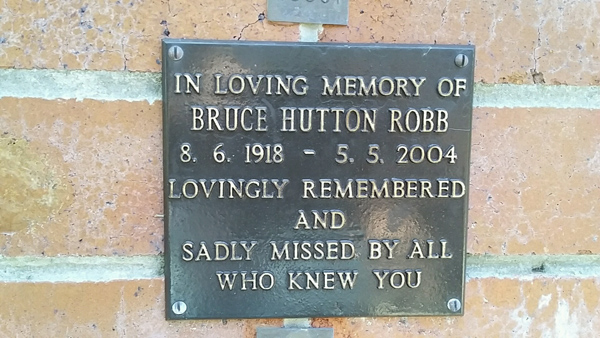 IN LOVING MEMORY OF
BRUCE HUTTON ROBB
8. 6. 1918 - 5. 5. 2004
LOVINGLY REMEMBERED
AND
SADLY MISSED BY ALL
WHO KNEW YOU